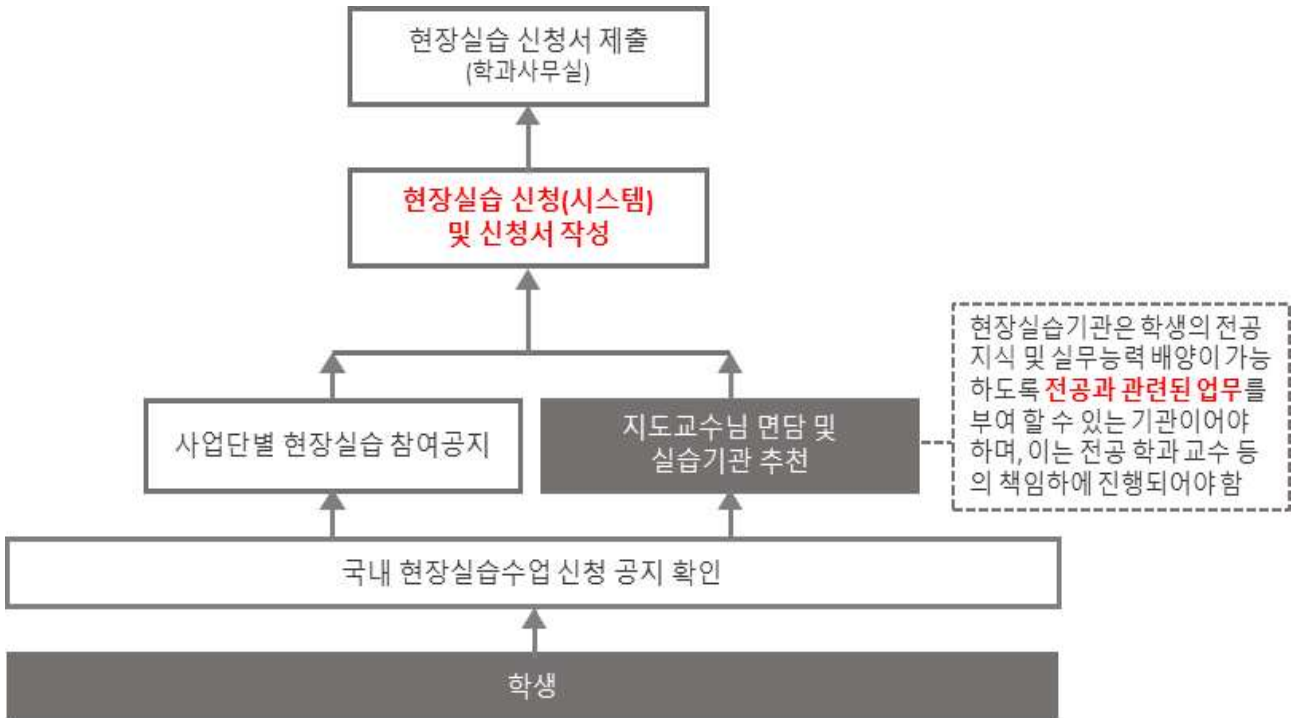 현장실습 신청서 제출
(학과사무실)
현장실습 신청(시스템)
및 신청서 작성
사업단별 현장실습 참여공지
지도교수님 면담 및
실습기관 추천
현장실습기관은 학생의 전공
지식 및 실무능력 배양이 가능
하도록 전공과 관련된 업무를
부여 할 수 있는 기관이어야
하며, 이는 전공 학과 교수 등
의 책임하에 진행되어야 함
국내 현장실습수업 신청 공지 확인
학생